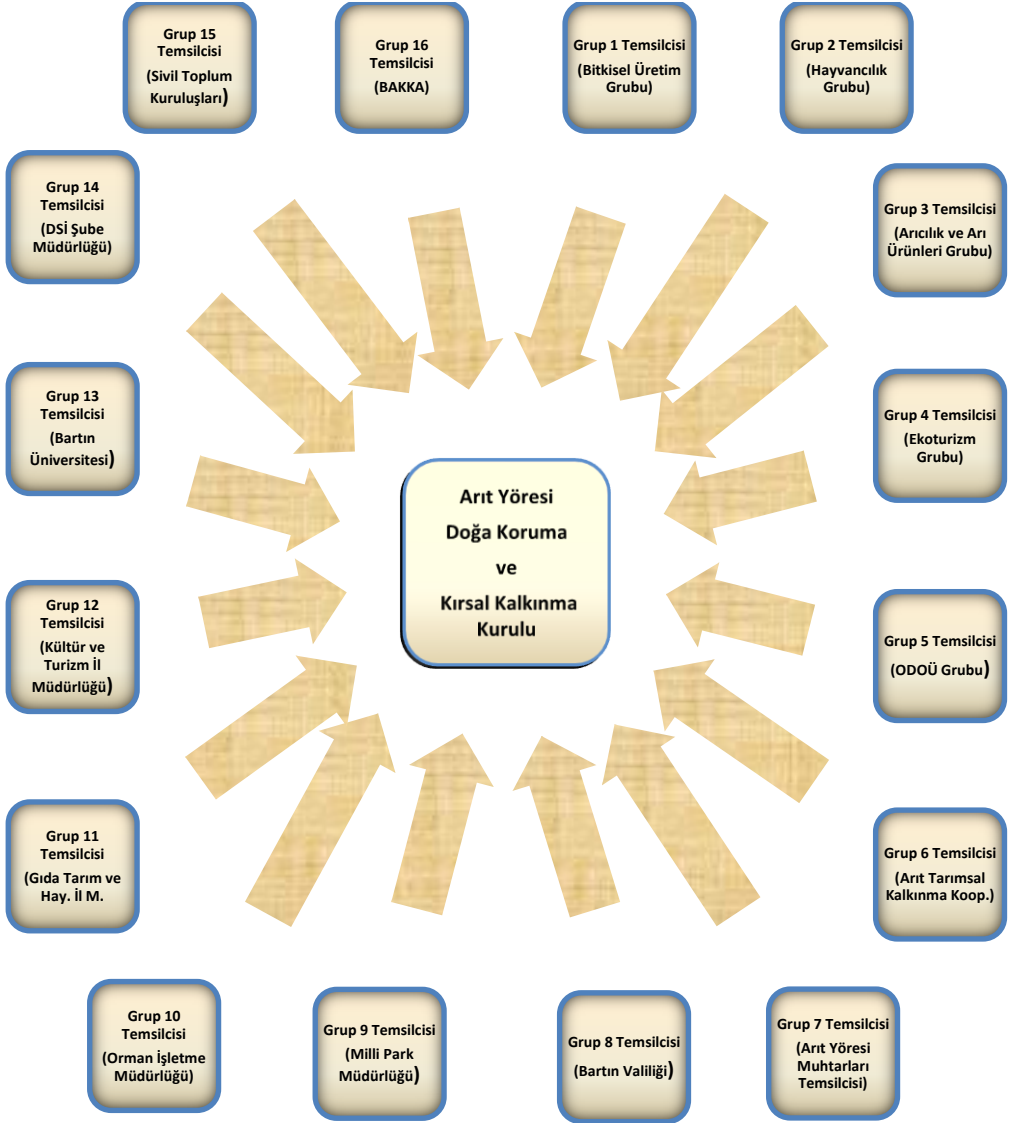 Grup 15
Temsilcisi
(Sivil Toplum
Kuruluşları)
Grup 16
Temsilcisi
(BAKKA)
Grup 1 Temsilcisi
(Bitkisel Üretim
Grubu)
Grup 2 Temsilcisi
(Hayvancılık
Grubu)
Grup 14
Temsilcisi
(DSİ Şube
Müdürlüğü)
Grup 3 Temsilcisi
(Arıcılık ve Arı
Ürünleri Grubu)
Grup 13
Temsilcisi
(Bartın
Üniversitesi)
Grup 4 Temsilcisi
(Ekoturizm
Grubu)
Arıt Yöresi
Doğa Koruma
ve
Kırsal Kalkınma
Kurulu
Grup 12
Temsilcisi
(Kültür ve
Turizm İl
Müdürlüğü)
Grup 5 Temsilcisi
(ODOÜ Grubu)
Grup 11
Temsilcisi
(Gıda Tarım ve
Hay. İl M.
Grup 6 Temsilcisi
(Arıt Tarımsal
Kalkınma Koop.)
Grup 10
Temsilcisi
(Orman İşletme
Müdürlüğü)
Grup 9 Temsilcisi
(Milli Park
Müdürlüğü)
Grup 8 Temsilcisi
(Bartın Valiliği)
Grup 7 Temsilcisi
(Arıt Yöresi
Muhtarları
Temsilcisi)